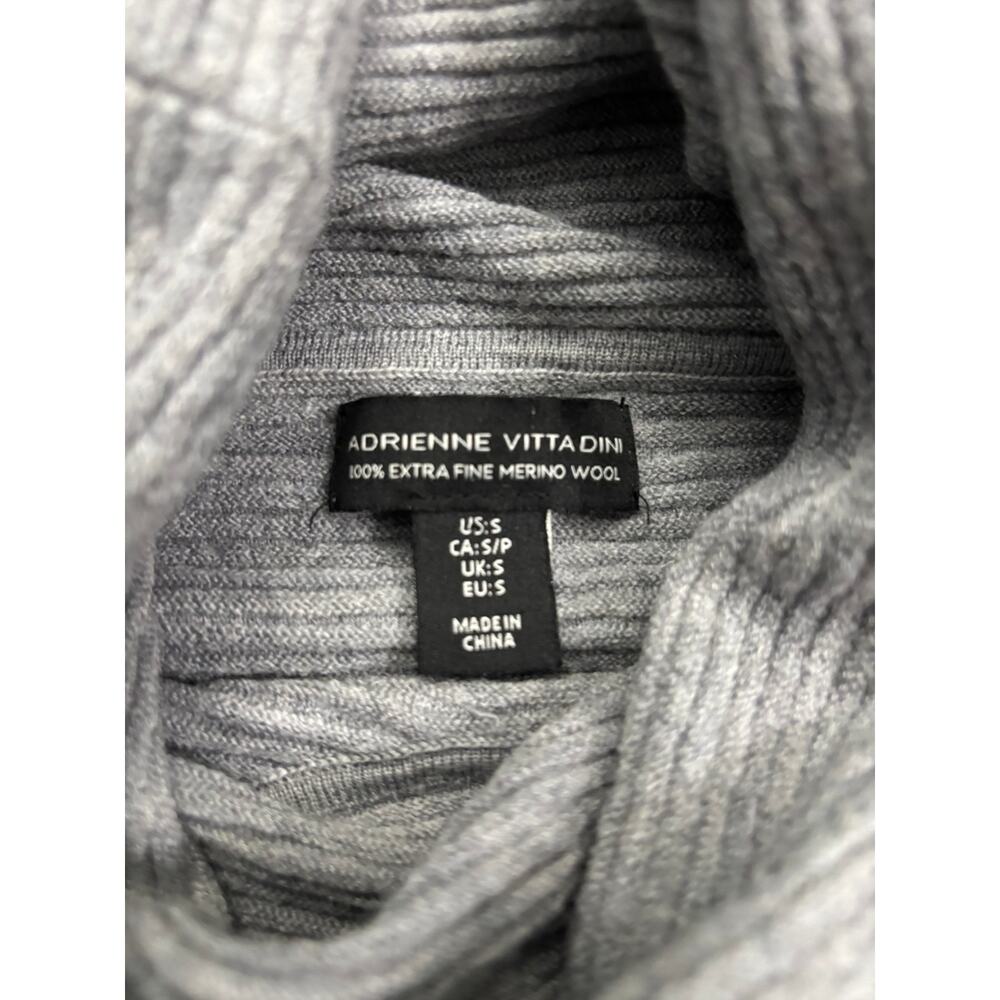 ADRIENNE VITTADINI
100% EXTRA FINE MERINO WOOL
US:S
CA:S/P
UK:S
EU:S
MADE IN
CHINA